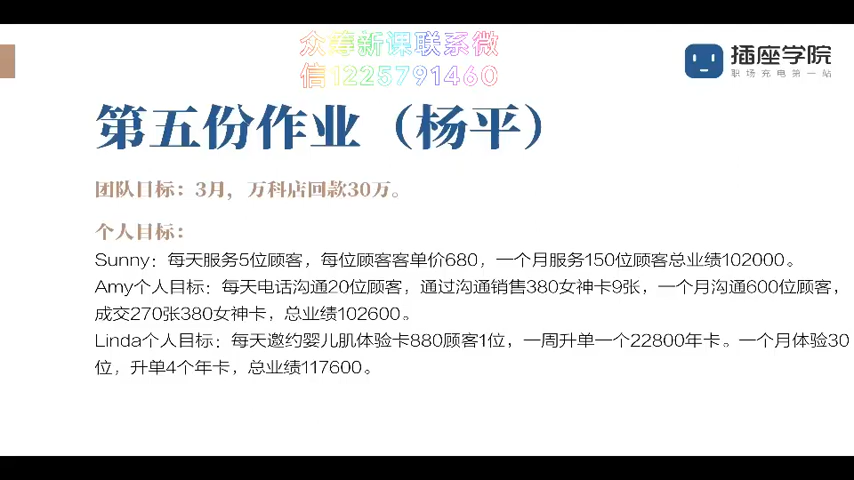 众筹新课联系微
信1225791460
插座学院
职场充电第一站
第五份作业（杨平）
团队目标：3月，万科店回款30万。
个人目标：
Sunny：每天服务5位顾客，每位顾客客单价680，一个月服务150位顾客总业绩102000。
Amy个人目标：每天电话沟通20位顾客，通过沟通销售380女神卡9张，一个月沟通600位顾客，
成交270张380女神卡，总业绩102600。
Linda个人目标：每天邀约婴儿肌体验卡880顾客1位，一周升单一个22800年卡。一个月体验30
位，升单4个年卡，总业绩117600。